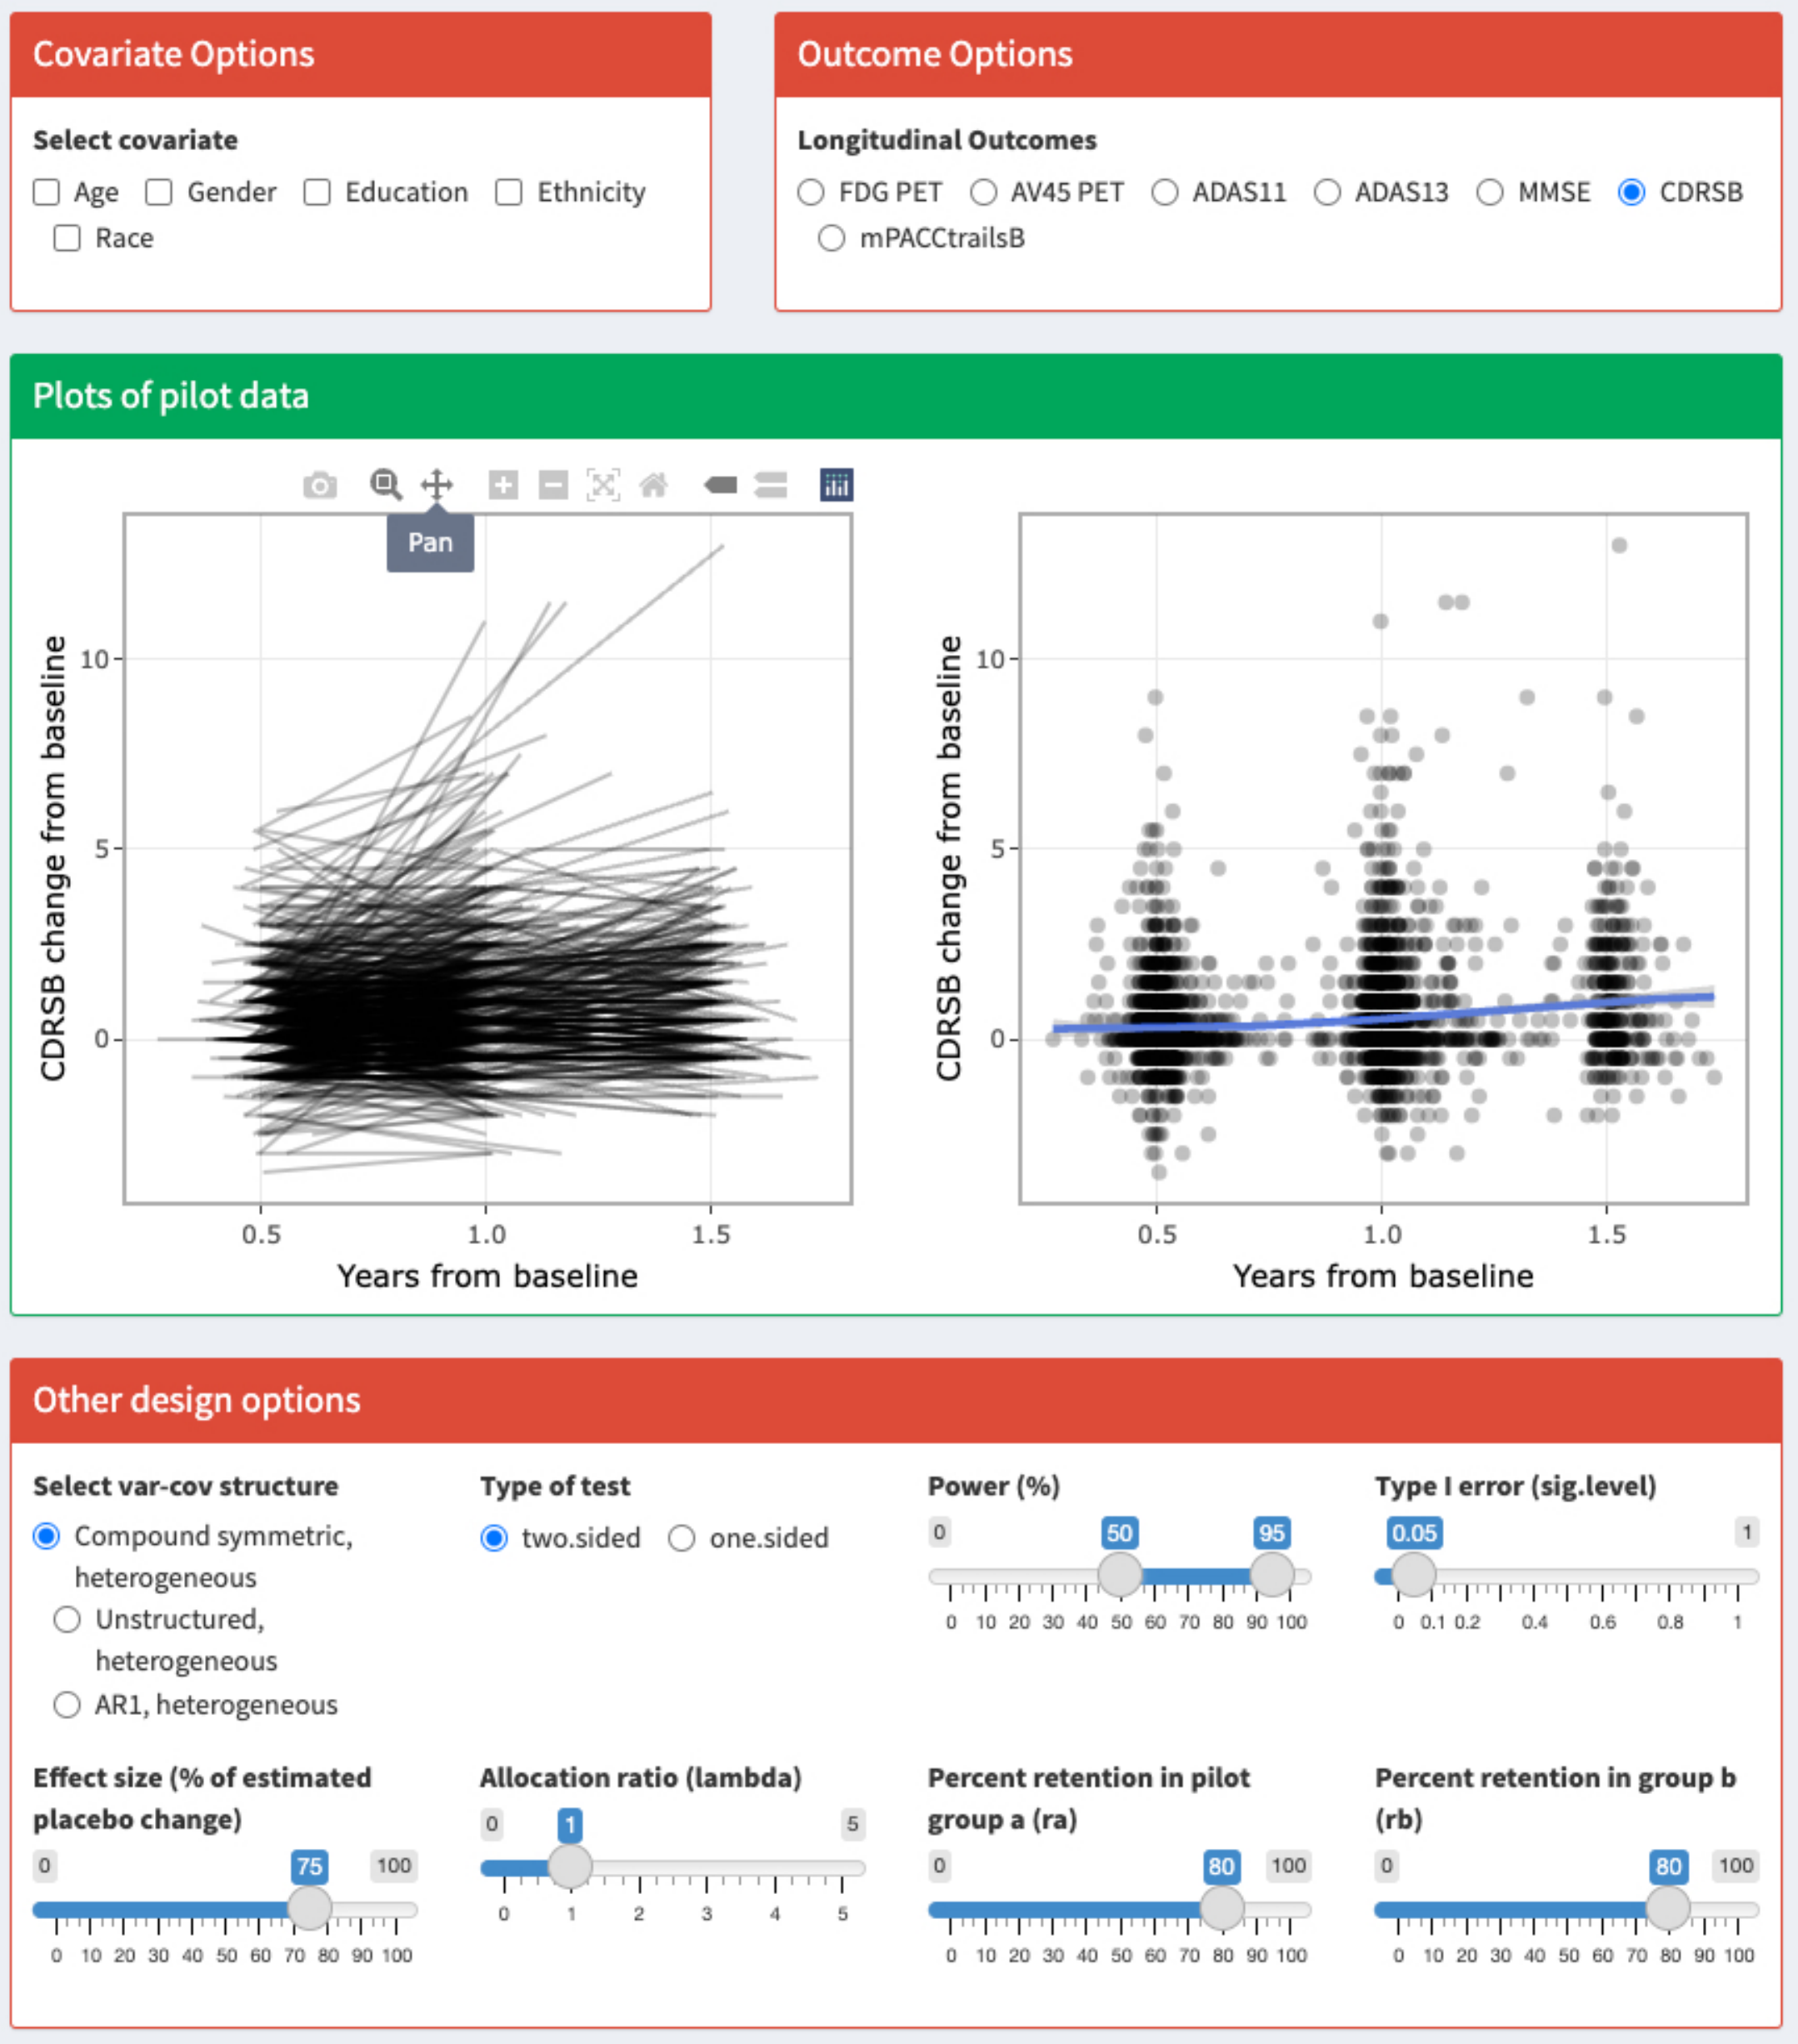 Covariate Options
Select covariate
Age Gender Education Ethnicity
Race
Outcome Options
Longitudinal Outcomes
FDG PET AV45 PET ADAS11 ADAS13 MMSE CDRSB
mPACCtrailsB
Plots of pilot data
Pan
CDRSB change from baseline
10
5
0
0.5 1.0 1.5
Years from baseline
CDRSB change from baseline
10
5
0
0.5 1.0 1.5
Years from baseline
Other design options
Select var-cov structure
Compound symmetric,
heterogeneous
Unstructured,
heterogeneous
AR1, heterogeneous
Type of test
two.sided one.sided
Power (%)
0 50 95
0 10 20 30 40 50 60 70 80 90 100
Type I error (sig.level)
0.05 1
0 0.1 0.2 0.4 0.6 0.8 1
Effect size (% of estimated
placebo change)
0 75 100
0 10 20 30 40 50 60 70 80 90 100
Allocation ratio (lambda)
0 1 5
0 1 2 3 4 5
Percent retention in pilot
group a (ra)
0 80 100
0 10 20 30 40 50 60 70 80 90 100
Percent retention in group b
(rb)
0 80 100
0 10 20 30 40 50 60 70 80 90 100